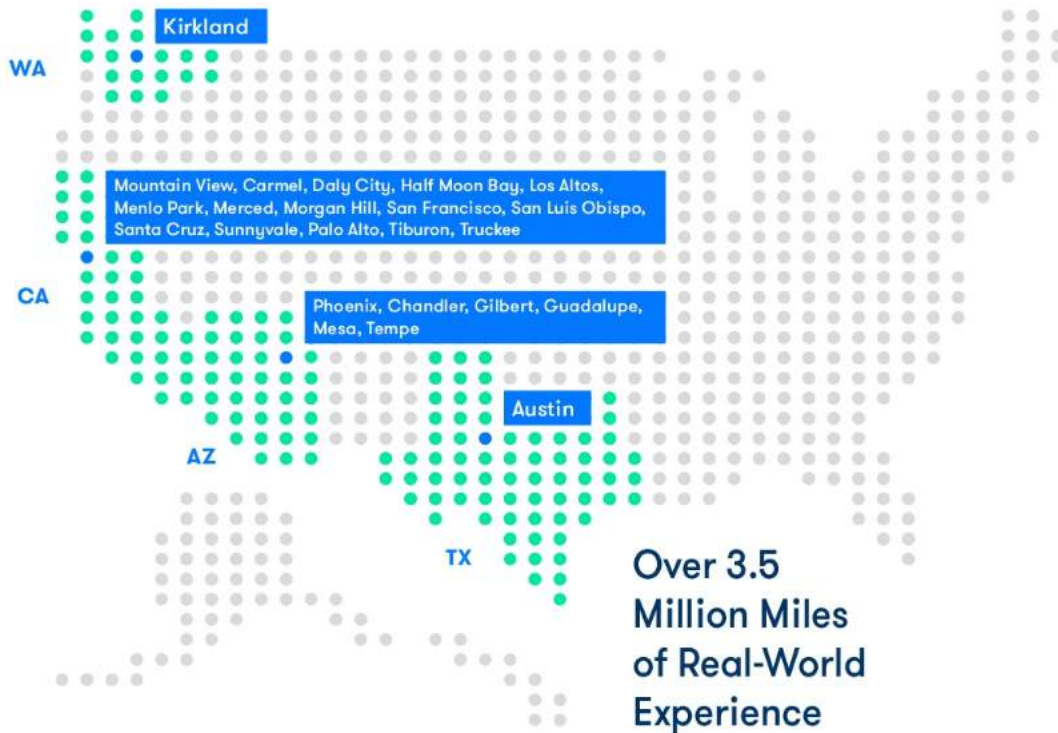 Kirkland
WA
Mountain View, Carmel, Daly City, Half Moon Bay, Los Altos,
Menlo Park, Merced, Morgan Hill, San Francisco, San Luis Obispo,
Santa Cruz, Sunnyvale, Palo Alto, Tiburon, Truckee
CA
Phoenix, Chandler, Gilbert, Guadalupe,
Mesa, Tempe
Austin
AZ
TX
Over 3.5
Million Miles
of Real-World
Experience